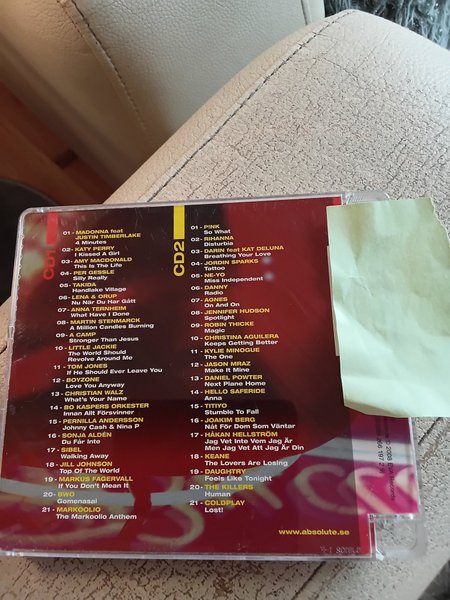 CD1
01 - MADONNA feat
JUSTIN TIMBERLAKE
4 Minutes
02 - KATY PERRY
I Kissed A Girl
03 - AMY MACDONALD
This Is The Life
04 - PER GESSLE
Silly Really
05 - TAKIDA
Handlake Village
06 - LENA & ORUP
Nu När Du Har Gått
07 - ANNA TERNHEIM
What Have I Done
08 - MARTIN STENMARCK
A Million Candles Burning
09 - A CAMP
Stronger Than Jesus
10 - LITTLE JACKIE
The World Should
Revolve Around Me
11 - TOM JONES
If He Should Ever Leave You
12 - BOYZONE
Love You Anyway
13 - CHRISTIAN WALZ
What's Your Name
14 - BO KASPERS ORKESTER
Innan Allt Försvinner
15 - PERNILLA ANDERSSON
Johnny Cash & Nina P
16 - SONJA ALDÉN
Du Får Inte
17 - SIBEL
Walking Away
18 - JILL JOHNSON
Top Of The World
19 - MARKUS FAGERVALL
If You Don't Mean It
20 - BWO
Gomenasai
21 - MARKOOLIO
The Markoolio Anthem
CD2
01 - P!NK
So What
02 - RIHANNA
Disturbia
03 - DARIN feat KAT DELUNA
Breathing Your Love
04 - JORDIN SPARKS
Tattoo
05 - NE-YO
Miss Independent
06 - DANNY
Radio
07 - AGNES
On And On
08 - JENNIFER HUDSON
Spotlight
09 - ROBIN THICKE
Magic
10 - CHRISTINA AGUILERA
Keeps Getting Better
11 - KYLIE MINOGUE
The One
12 - JASON MRAZ
Make It Mine
13 - DANIEL POWTER
Next Plane Home
14 - HELLO SAFERIDE
Anna
15 - TITIYO
Stumble To Fall
16 - JOAKIM BERG
Nåt För Dom Som Väntar
17 - HÅKAN HELLSTRÖM
Jag Vet Inte Vem Jag Är
Men Jag Vet Att Jag Är Din
18 - KEANE
The Lovers Are Losing
19 - DAUGHTRY
Feels Like Tonight
20 - THE KILLERS
Human
21 - COLDPLAY
Lost!
www.absolute.se